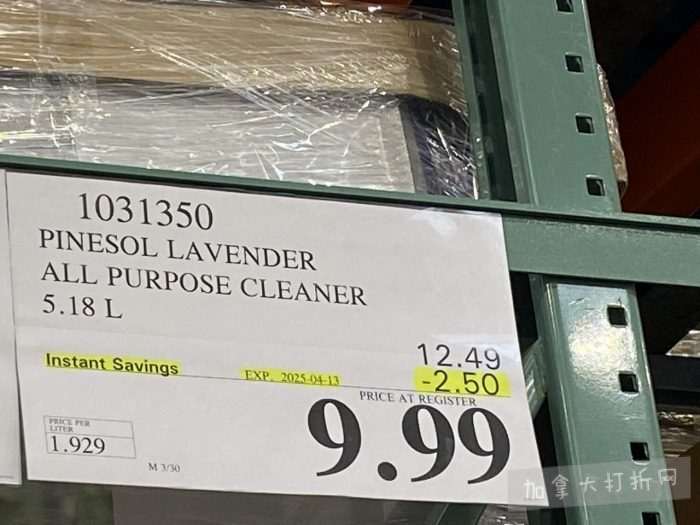 1031350
PINESOL LAVENDER
ALL PURPOSE CLEANER
5.18 L
12.49
Instant Savings EXP. 2025-04-13 -2.50
PRICE AT REGISTER
9.99
PRICE PER
LITER
1.929
M 3/30
加拿大打折网